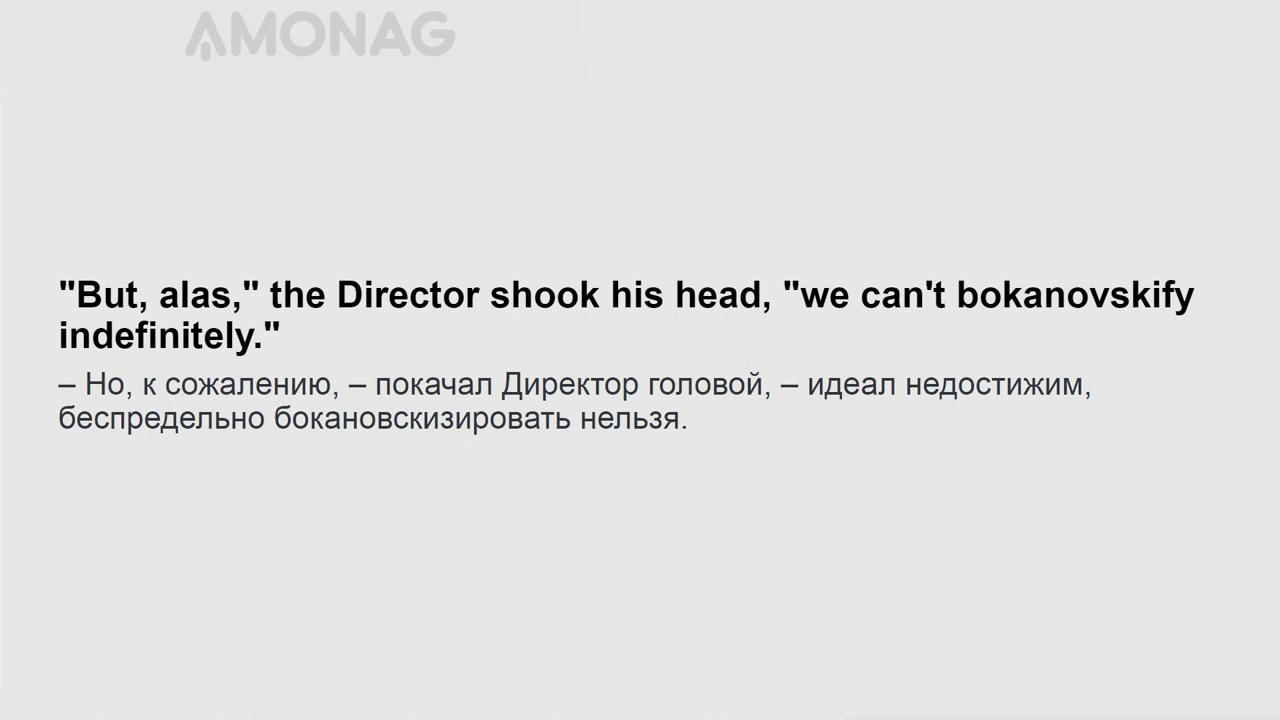 AMONAG
"But, alas," the Director shook his head, "we can't bokanovskify
indefinitely."
– Но, к сожалению, – покачал Директор головой, – идеал недостижим,
беспредельно бокановскизировать нельзя.